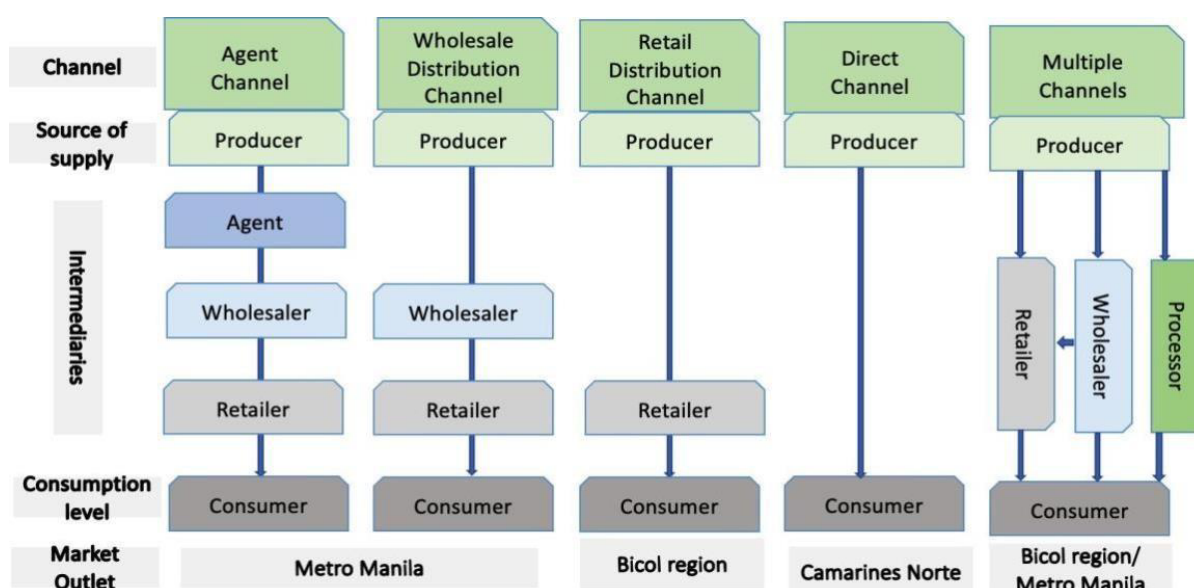 Channel
Agent
Channel
Wholesale
Distribution
Channel
Retail
Distribution
Channel
Direct
Channel
Multiple
Channels
Source of
supply
Producer
Producer
Producer
Producer
Producer
Intermediaries
Agent
Wholesaler
Wholesaler
Retailer
Wholesaler
Processor
Retailer
Retailer
Retailer
Consumption
level
Consumer
Consumer
Consumer
Consumer
Consumer
Market
Outlet
Metro Manila
Bicol region
Camarines Norte
Bicol region/
Metro Manila